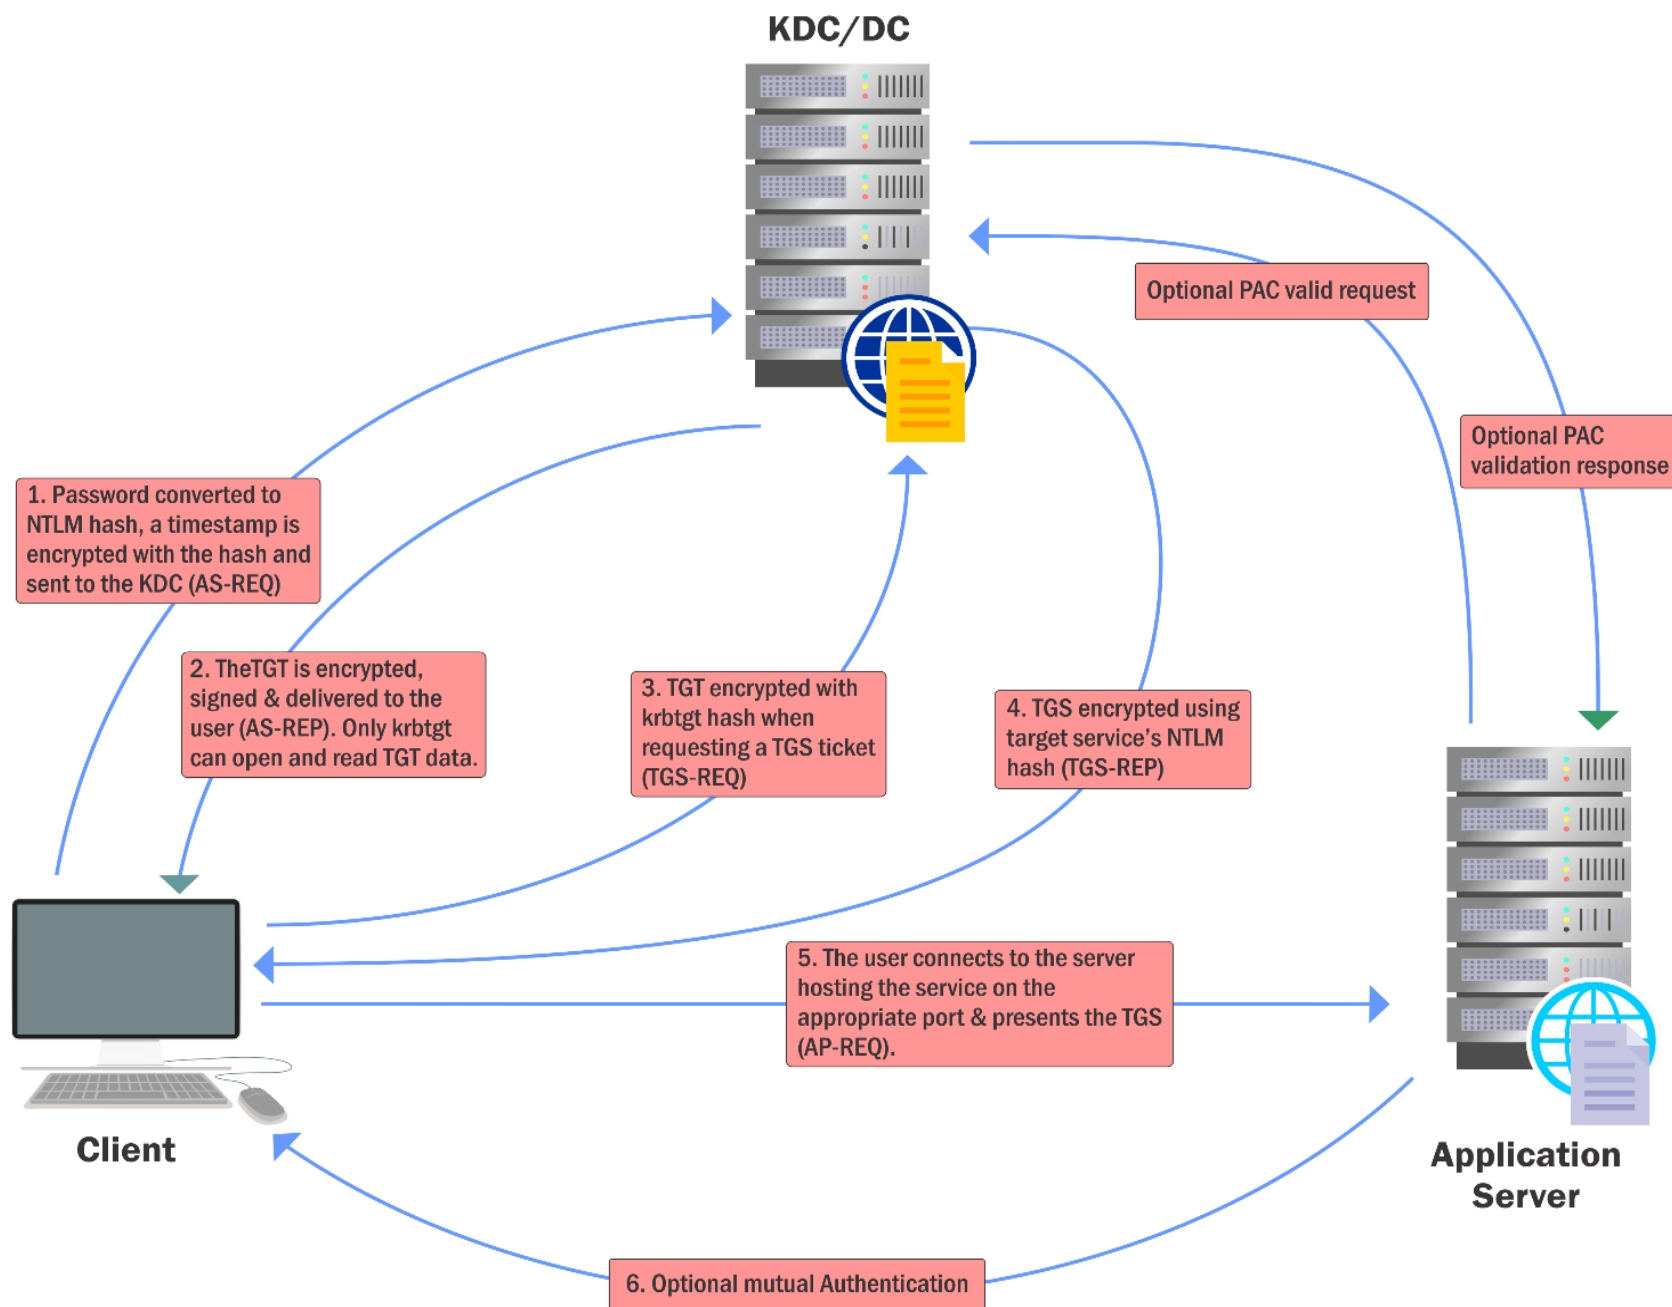 KDC/DC
Optional PAC valid request
Optional PAC
validation response
1. Password converted to
NTLM hash, a timestamp is
encrypted with the hash and
sent to the KDC (AS-REQ)
2. TheTGT is encrypted,
signed & delivered to the
user (AS-REP). Only krbtgt
can open and read TGT data.
3. TGT encrypted with
krbtgt hash when
requesting a TGS ticket
(TGS-REQ)
4. TGS encrypted using
target service’s NTLM
hash (TGS-REP)
5. The user connects to the server
hosting the service on the
appropriate port & presents the TGS
(AP-REQ).
Client
Application
Server
6. Optional mutual Authentication